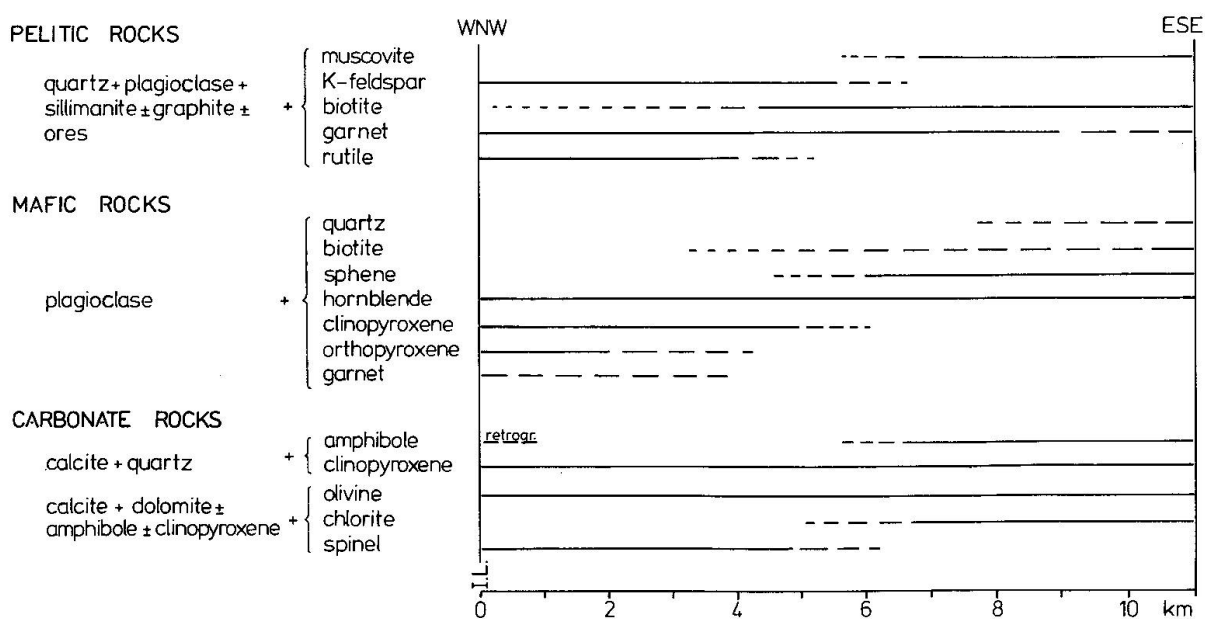 WNW
ESE
PELITIC ROCKS
quartz + plagioclase +
sillimanite ± graphite ±
ores
+
muscovite
K-feldspar
biotite
garnet
rutile
MAFIC ROCKS
plagioclase
+
quartz
biotite
sphene
hornblende
clinopyroxene
orthopyroxene
garnet
CARBONATE ROCKS
calcite + quartz
+
amphibole
retrogr.
clinopyroxene
calcite + dolomite ±
amphibole ± clinopyroxene
+
olivine
chlorite
spinel
I.L.
0 2 4 6 8 10 km